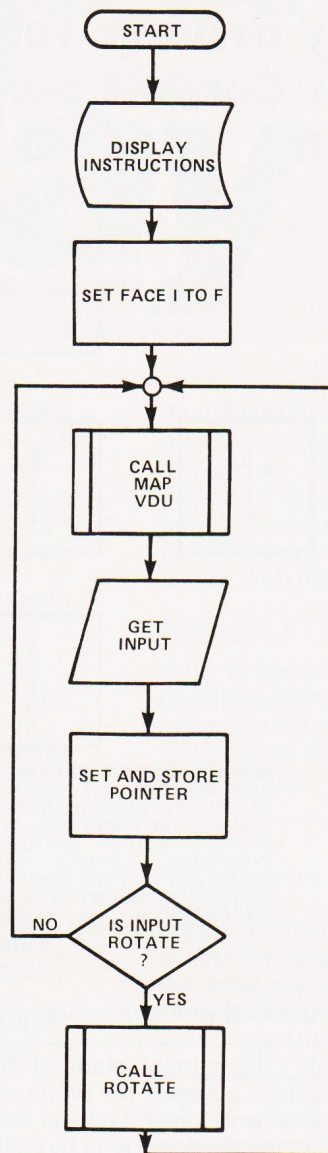 START
DISPLAY
INSTRUCTIONS
SET FACE I TO F
CALL
MAP
VDU
GET
INPUT
SET AND STORE
POINTER
IS INPUT
ROTATE
?
NO
YES
CALL
ROTATE